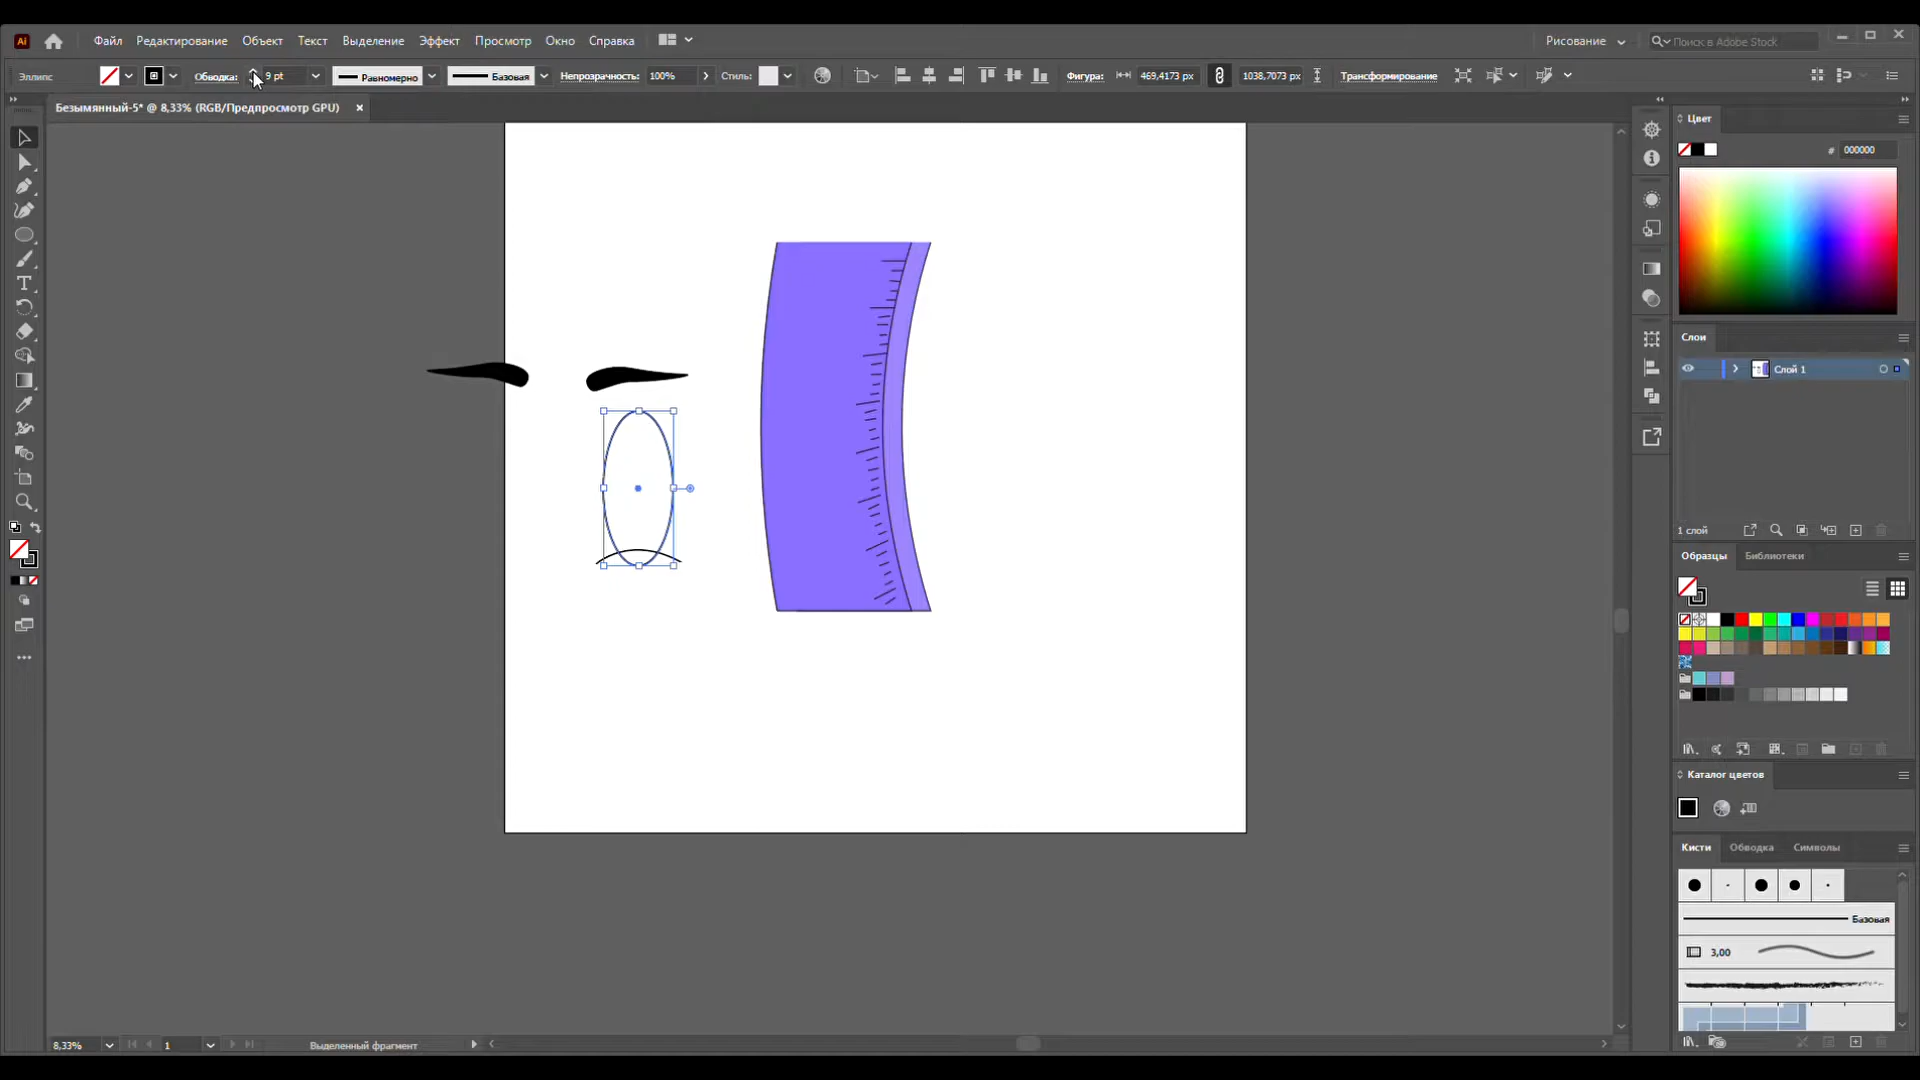 Ai Файл Редактирование Объект Текст Выделение Эффект Просмотр Окно Справка Рисование Поиск в Adobe Stock
Эллипс Обводка: 9 pt Равномерно Базовая Непрозрачность: 100% Стиль: Фигура: 469,4173 px 1038,7073 px Трансформирование
Безымянный-5* @ 8,33% (RGB/Предпросмотр GPU)
Цвет
# 000000
Слои
Слой 1
1 слой
Образцы Библиотеки
Каталог цветов
Кисти Обводка Символы
Базовая
3,00
8,33% 1 Выделенный фрагмент